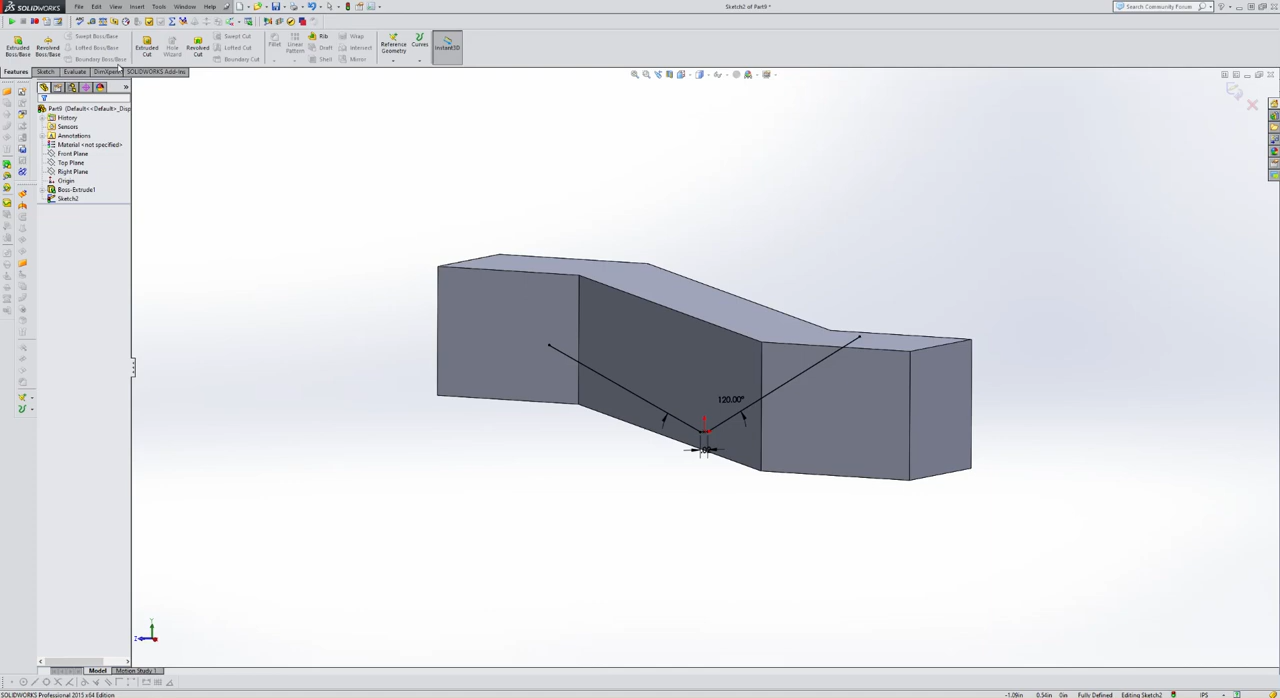 SOLIDWORKS
File Edit View Insert Tools Window Help
Sketch2 of Part9 *
Search Community Forum
Extruded Boss/Base
Revolved Boss/Base
Swept Boss/Base
Lofted Boss/Base
Boundary Boss/Base
Extruded Cut
Hole Wizard
Revolved Cut
Swept Cut
Lofted Cut
Boundary Cut
Fillet
Linear Pattern
Rib
Draft
Shell
Wrap
Intersect
Mirror
Reference Geometry
Curves
Instant3D
Features Sketch Evaluate DimXpert SOLIDWORKS Add-Ins
Part9 (Default<<Default>_Disp
History
Sensors
Annotations
Material <not specified>
Front Plane
Top Plane
Right Plane
Origin
Boss-Extrude1
Sketch2
120.00°
Y
Z
Model Motion Study 1
SOLIDWORKS Professional 2015 x64 Edition
-1.09in 0.54in 0in Fully Defined Editing Sketch2 IPS